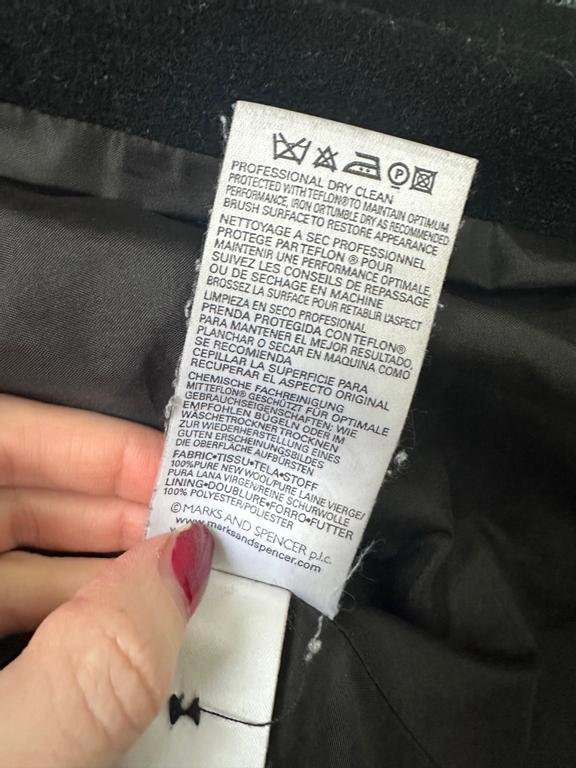 P
PROFESSIONAL DRY CLEAN
PROTECTED WITH TEFLON® TO MAINTAIN OPTIMUM
PERFORMANCE, IRON OR TUMBLE DRY AS RECOMMENDED
BRUSH SURFACE TO RESTORE APPEARANCE
NETTOYAGE A SEC PROFESSIONNEL
PROTEGE PAR TEFLON ® POUR
MAINTENIR UNE PERFORMANCE OPTIMALE,
SUIVEZ LES CONSEILS DE REPASSAGE
OU DE SECHAGE EN MACHINE
BROSSEZ LA SURFACE POUR RETABLIR L'ASPECT
LIMPIEZA EN SECO PROFESIONAL
PRENDA PROTEGIDA CON TEFLON®
PARA MANTENER EL MEJOR RESULTADO,
PLANCHAR O SECAR EN MAQUINA COMO
SE RECOMIENDA
CEPILLAR LA SUPERFICIE PARA
RECUPERAR EL ASPECTO ORIGINAL
CHEMISCHE FACHREINIGUNG
MIT TEFLON® GESCHÜTZT FÜR OPTIMALE
GEBRAUCHSEIGENSCHAFTEN; WIE
EMPFOHLEN BÜGELN ODER IM
WÄSCHETROCKNER TROCKNEN
ZUR WIEDERHERSTELLUNG EINES
GUTEN ERSCHEINUNGSBILDES
DIE OBERFLÄCHE AUFBÜRSTEN
FABRIC•TISSU•TELA•STOFF
100%PURE NEW WOOL/PURE LAINE VIERGE/
PURA LANA VIRGEN/REINE SCHURWOLLE
LINING•DOUBLURE•FORRO•FUTTER
100% POLYESTER/POLIESTER
© MARKS AND SPENCER p.l.c.
www.marksandspencer.com